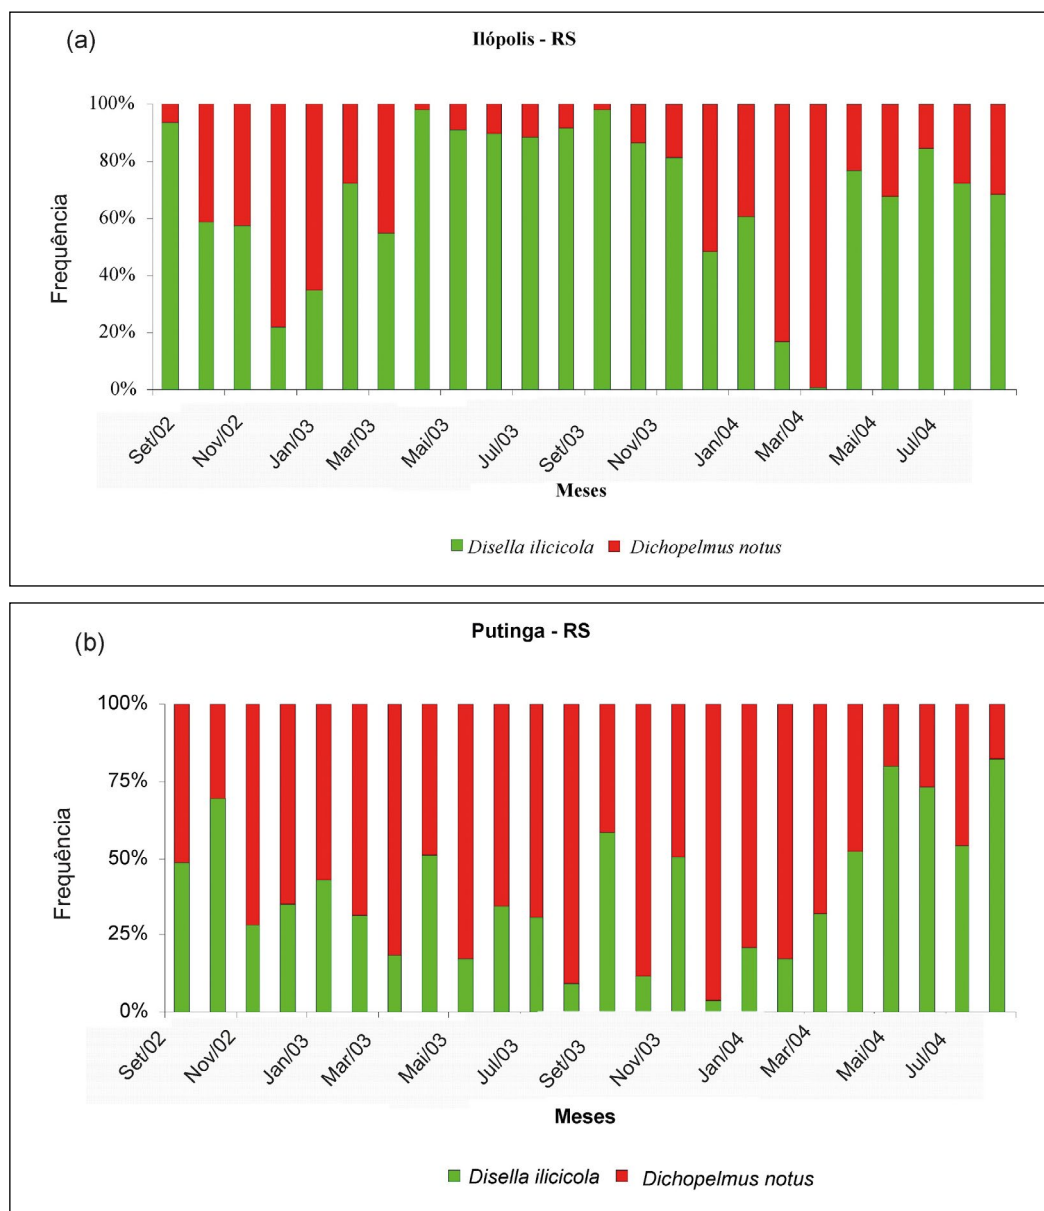 (a)
Ilópolis - RS
100%
80%
60%
40%
20%
0%
Frequência
Set/02 Nov/02 Jan/03 Mar/03 Mai/03 Jul/03 Set/03 Nov/03 Jan/04 Mar/04 Mai/04 Jul/04
Meses
Disella ilicicola Dichopelmus notus
(b)
Putinga - RS
100%
75%
50%
25%
0%
Frequência
Set/02 Nov/02 Jan/03 Mar/03 Mai/03 Jul/03 Set/03 Nov/03 Jan/04 Mar/04 Mai/04 Jul/04
Meses
Disella ilicicola Dichopelmus notus